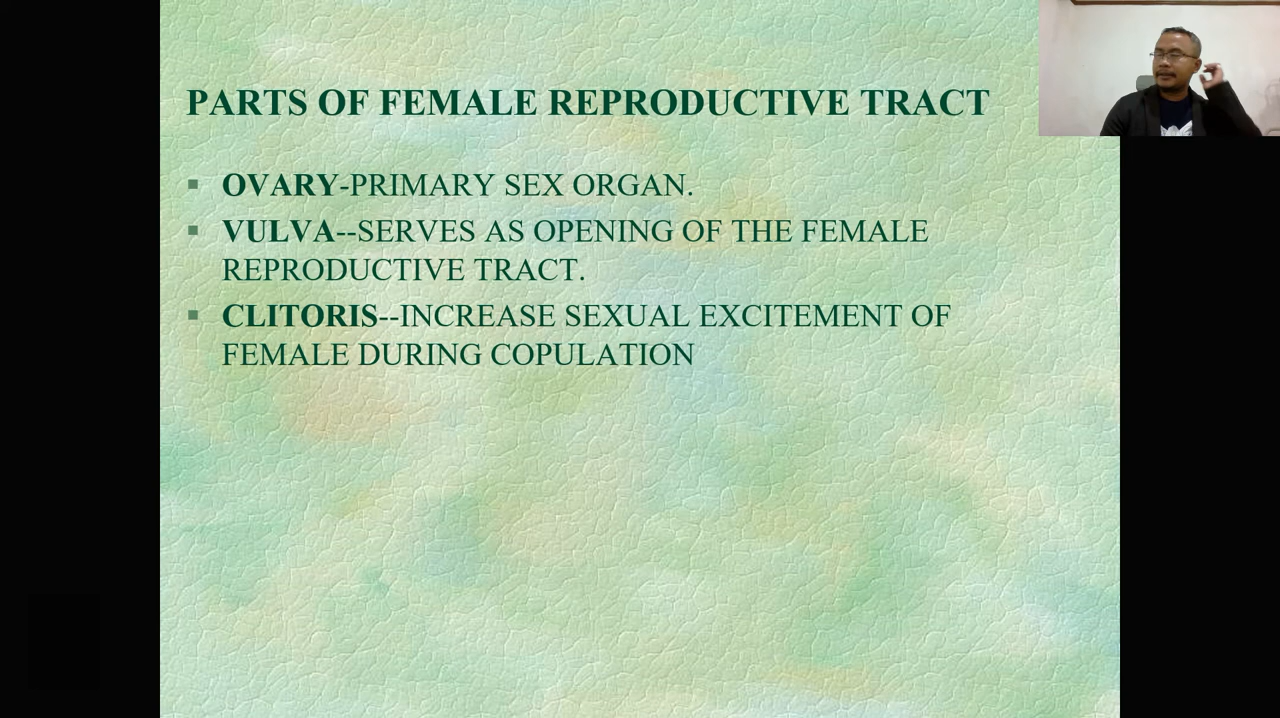 PARTS OF FEMALE REPRODUCTIVE TRACT
▪ OVARY-PRIMARY SEX ORGAN.
▪ VULVA--SERVES AS OPENING OF THE FEMALE
REPRODUCTIVE TRACT.
▪ CLITORIS--INCREASE SEXUAL EXCITEMENT OF
FEMALE DURING COPULATION